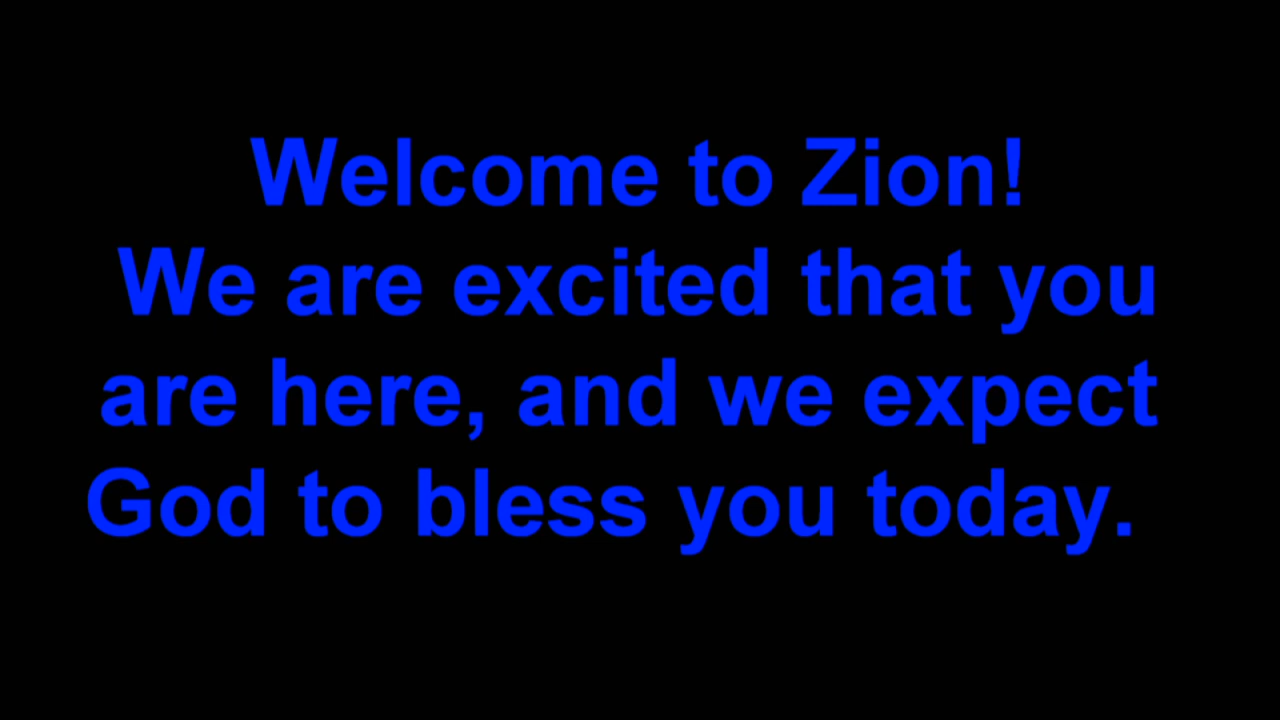 Welcome to Zion!
We are excited that you
are here, and we expect
God to bless you today.